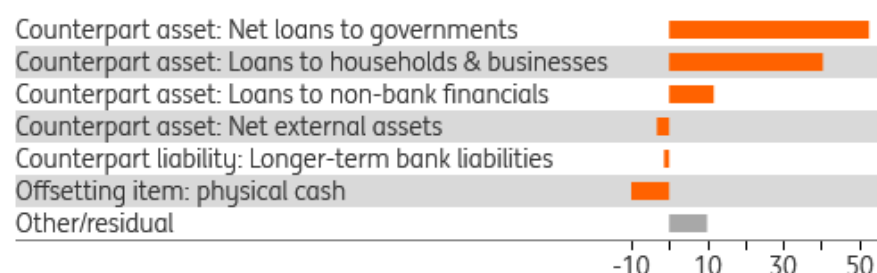 Counterpart asset: Net loans to governments
Counterpart asset: Loans to households & businesses
Counterpart asset: Loans to non-bank financials
Counterpart asset: Net external assets
Counterpart liability: Longer-term bank liabilities
Offsetting item: physical cash
Other/residual
-10 10 30 50